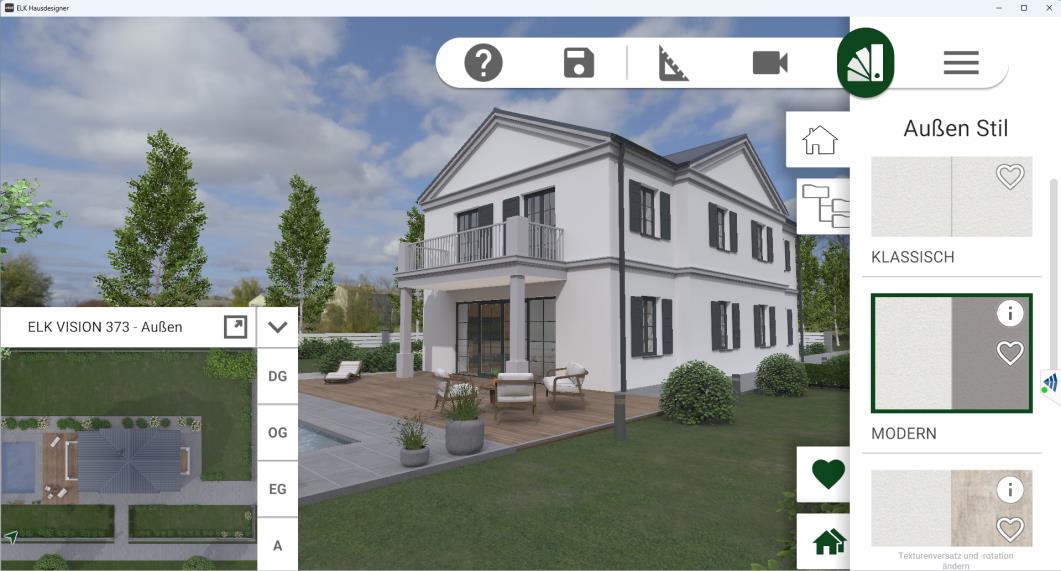 ELK Hausdesigner
Außen Stil
KLASSISCH
MODERN
Texturenversatz und -rotation
ändern
ELK VISION 373 - Außen
DG
OG
EG
A